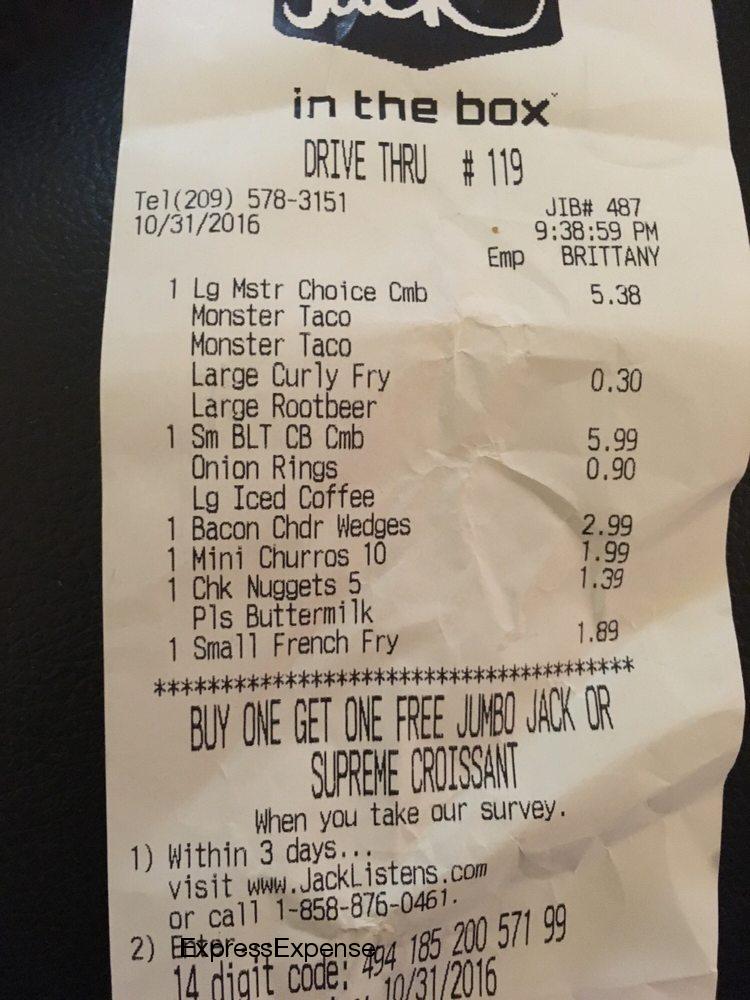 Jack
in the box
DRIVE THRU # 119
Tel(209) 578-3151 JIB# 487
10/31/2016 9:38:59 PM
Emp BRITTANY
1 Lg Mstr Choice Cmb 5.38
Monster Taco
Monster Taco
Large Curly Fry 0.30
Large Rootbeer
1 Sm BLT CB Cmb 5.99
Onion Rings 0.90
Lg Iced Coffee
1 Bacon Chdr Wedges 2.99
1 Mini Churros 10 1.99
1 Chk Nuggets 5 1.39
Pls Buttermilk
1 Small French Fry 1.89
****************************************
BUY ONE GET ONE FREE JUMBO JACK OR
SUPREME CROISSANT
When you take our survey.
1) Within 3 days...
visit www.JackListens.com
or call 1-858-876-0461.
2) Enter
ExpressExpense
14 digit code: 494 185 200 571 99
10/31/2016